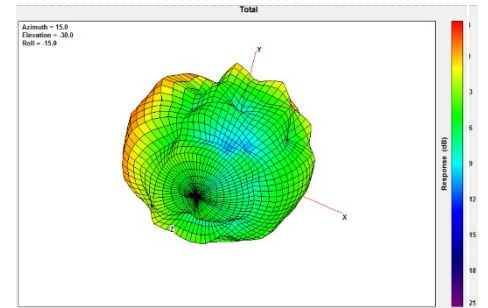 Total
Azimuth = 15.0
Elevation = -30.0
Roll = -15.0
Y
X
Z
Response (dB)
3
6
9
12
15
18
21